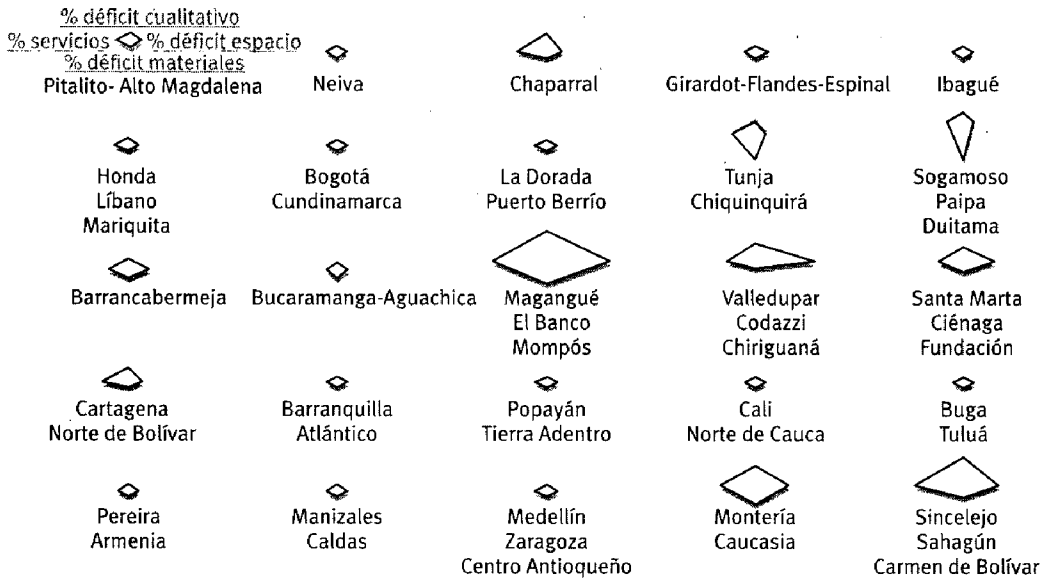 % déficit cualitativo
% servicios % déficit espacio
% déficit materiales
Pitalito- Alto Magdalena
Neiva
Chaparral
Girardot-Flandes-Espinal
Ibagué
Honda
Líbano
Mariquita
Bogotá
Cundinamarca
La Dorada
Puerto Berrío
Tunja
Chiquinquirá
Sogamoso
Paipa
Duitama
Barrancabermeja
Bucaramanga-Aguachica
Magangué
El Banco
Mompós
Valledupar
Codazzi
Chiriguaná
Santa Marta
Ciénaga
Fundación
Cartagena
Norte de Bolívar
Barranquilla
Atlántico
Popayán
Tierra Adentro
Cali
Norte de Cauca
Buga
Tuluá
Pereira
Armenia
Manizales
Caldas
Medellín
Zaragoza
Centro Antioqueño
Montería
Caucasia
Sincelejo
Sahagún
Carmen de Bolívar